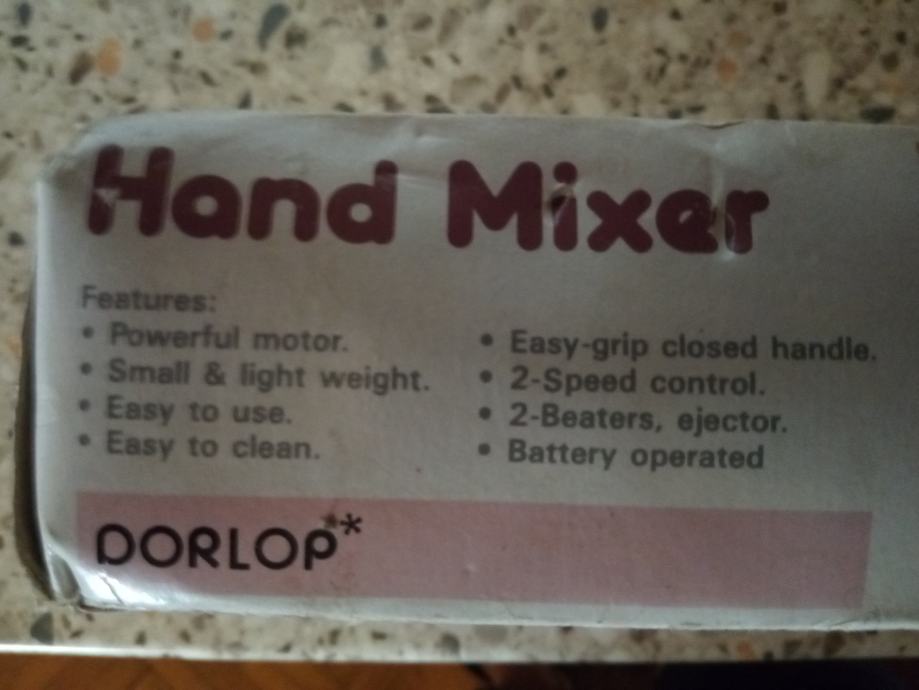 Hand Mixer
Features:
• Powerful motor.
• Small & light weight.
• Easy to use.
• Easy to clean.
• Easy-grip closed handle.
• 2-Speed control.
• 2-Beaters, ejector.
• Battery operated
DORLOP*